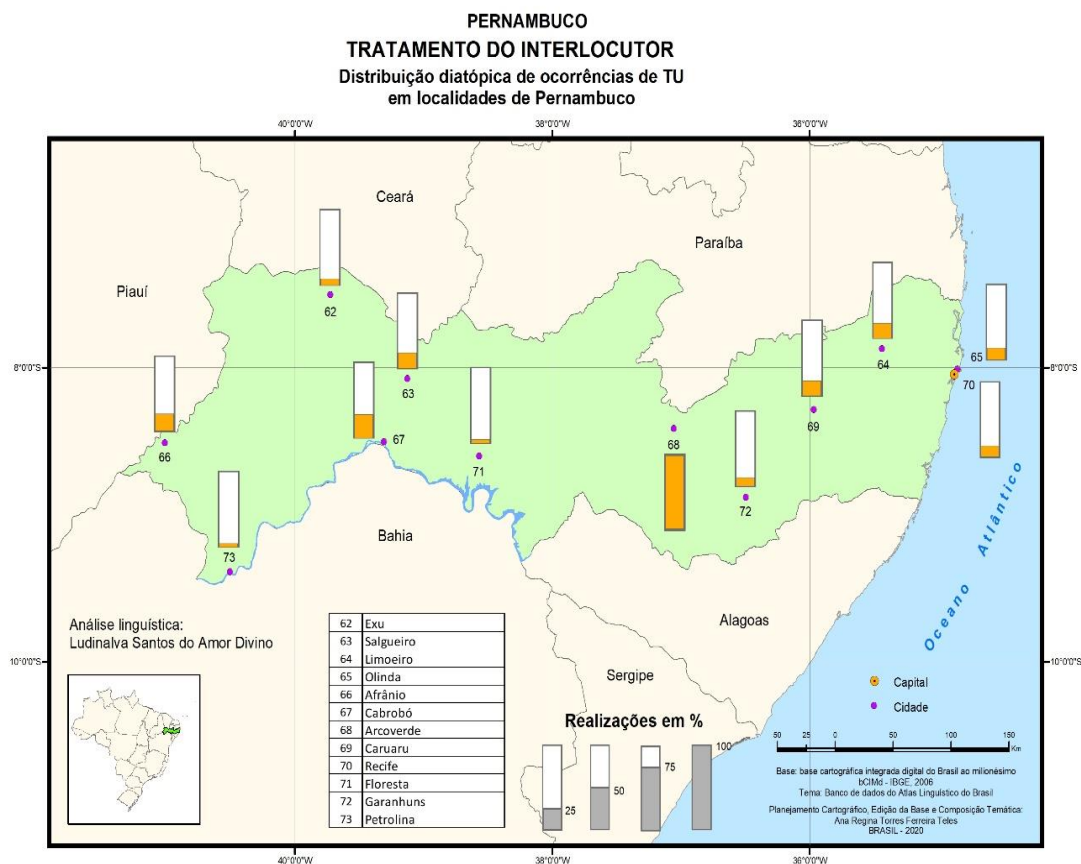 PERNAMBUCO
TRATAMENTO DO INTERLOCUTOR
Distribuição diatópica de ocorrências de TU
em localidades de Pernambuco
40°0'0"W
38°0'0"W
36°0'0"W
Ceará
Paraíba
Piauí
62
63
64
65
8°0'0"S
8°0'0"S
70
69
66
67
68
71
72
73
Bahia
Oceano Atlântico
Alagoas
Análise linguística:
Ludinalva Santos do Amor Divino
62 Exu
63 Salgueiro
64 Limoeiro
65 Olinda
66 Afrânio
67 Cabrobó
68 Arcoverde
69 Caruaru
70 Recife
71 Floresta
72 Garanhuns
73 Petrolina
10°0'0"S
10°0'0"S
Sergipe
Capital
Cidade
Realizações em %
25
50
75
100
50 25 0 50 100 150
Km
Base: base cartográfica integrada digital do Brasil ao milionésimo
bCIMd - IBGE, 2006
Tema: Banco de dados do Atlas Linguístico do Brasil
Planejamento Cartográfico, Edição da Base e Composição Temática:
Ana Regina Torres Ferreira Teles
BRASIL - 2020
40°0'0"W
38°0'0"W
36°0'0"W